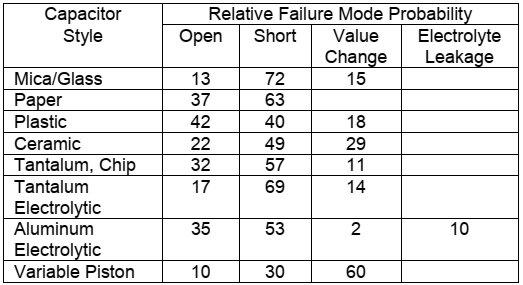 Capacitor Style Relative Failure Mode Probability
Open Short Value Change Electrolyte Leakage
Mica/Glass 13 72 15
Paper 37 63
Plastic 42 40 18
Ceramic 22 49 29
Tantalum, Chip 32 57 11
Tantalum Electrolytic 17 69 14
Aluminum Electrolytic 35 53 2 10
Variable Piston 10 30 60